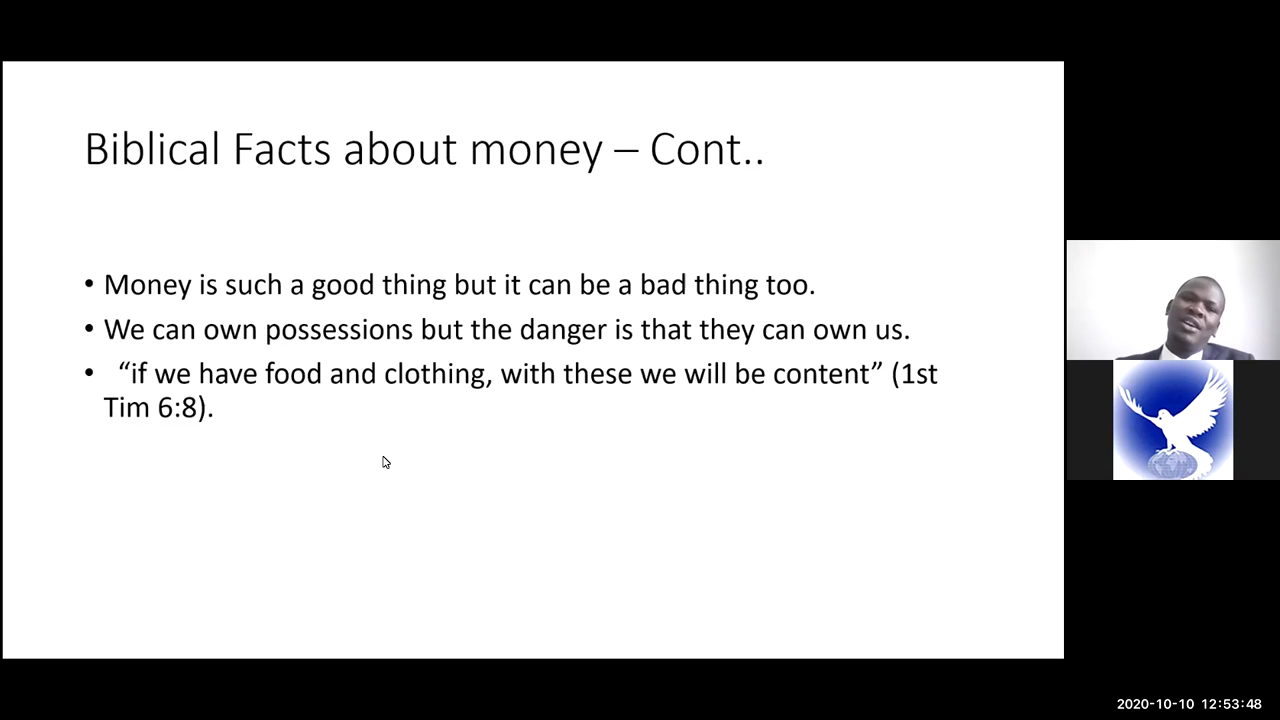 Biblical Facts about money – Cont..
• Money is such a good thing but it can be a bad thing too.
• We can own possessions but the danger is that they can own us.
• “if we have food and clothing, with these we will be content” (1st
Tim 6:8).
2020-10-10 12:53:48